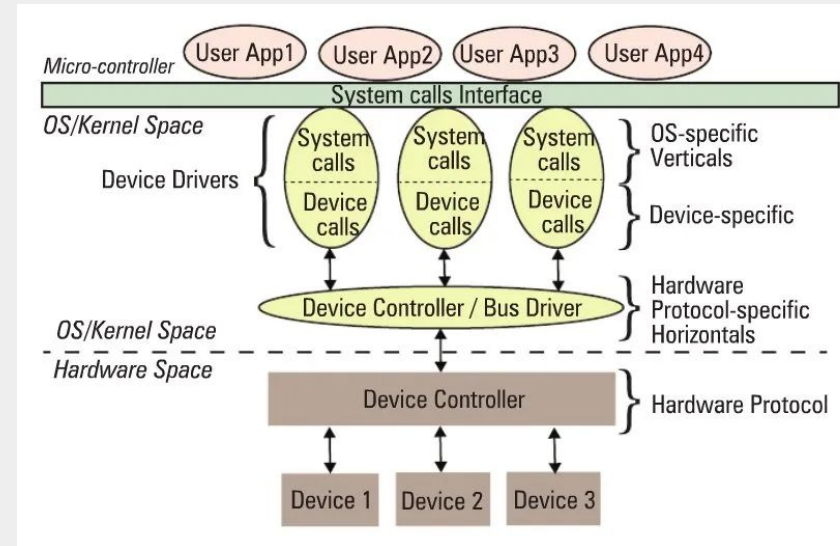 User App1
User App2
User App3
User App4
Micro-controller
System calls Interface
OS/Kernel Space
Device Drivers
System
calls
Device
calls
System
calls
Device
calls
System
calls
Device
calls
OS-specific
Verticals
Device-specific
Device Controller / Bus Driver
Hardware
Protocol-specific
Horizontals
OS/Kernel Space
Hardware Space
Device Controller
Hardware Protocol
Device 1
Device 2
Device 3